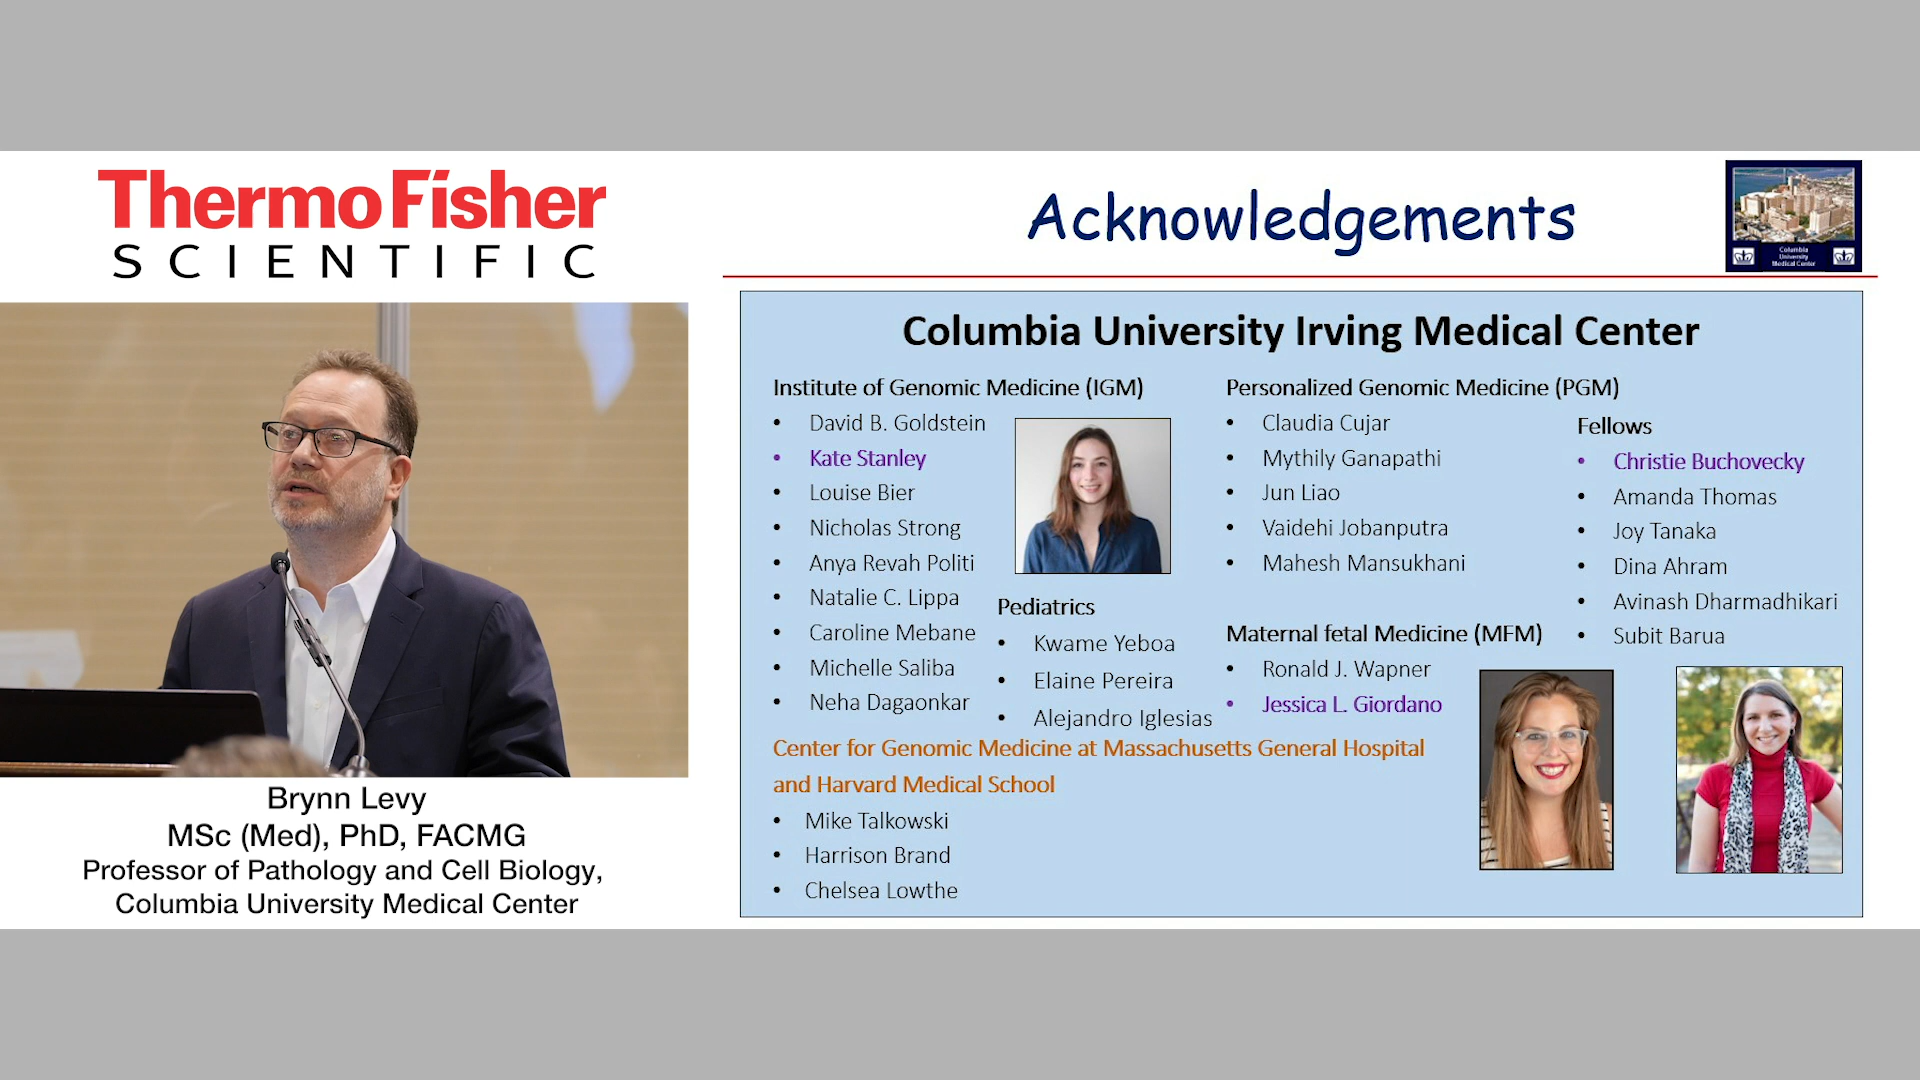 ThermoFisher
SCIENTIFIC
Brynn Levy
MSc (Med), PhD, FACMG
Professor of Pathology and Cell Biology,
Columbia University Medical Center
Acknowledgements
Columbia
University
Medical Center
Columbia University Irving Medical Center
Institute of Genomic Medicine (IGM)
• David B. Goldstein
• Kate Stanley
• Louise Bier
• Nicholas Strong
• Anya Revah Politi
• Natalie C. Lippa
• Caroline Mebane
• Michelle Saliba
• Neha Dagaonkar
Pediatrics
• Kwame Yeboa
• Elaine Pereira
• Alejandro Iglesias
Personalized Genomic Medicine (PGM)
• Claudia Cujar
• Mythily Ganapathi
• Jun Liao
• Vaidehi Jobanputra
• Mahesh Mansukhani
Maternal fetal Medicine (MFM)
• Ronald J. Wapner
• Jessica L. Giordano
Fellows
• Christie Buchovecky
• Amanda Thomas
• Joy Tanaka
• Dina Ahram
• Avinash Dharmadhikari
• Subit Barua
Center for Genomic Medicine at Massachusetts General Hospital
and Harvard Medical School
• Mike Talkowski
• Harrison Brand
• Chelsea Lowthe